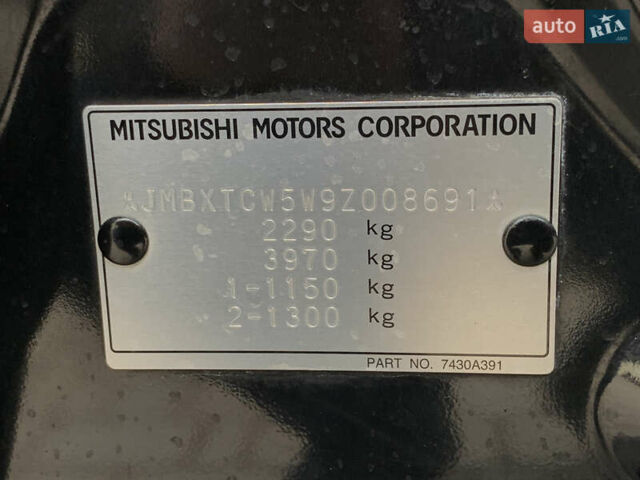 auto RIA.com
MITSUBISHI MOTORS CORPORATION
JMBXTCW5W9Z008691
2290 kg
3970 kg
1-1150 kg
2-1300 kg
PART NO. 7430A391